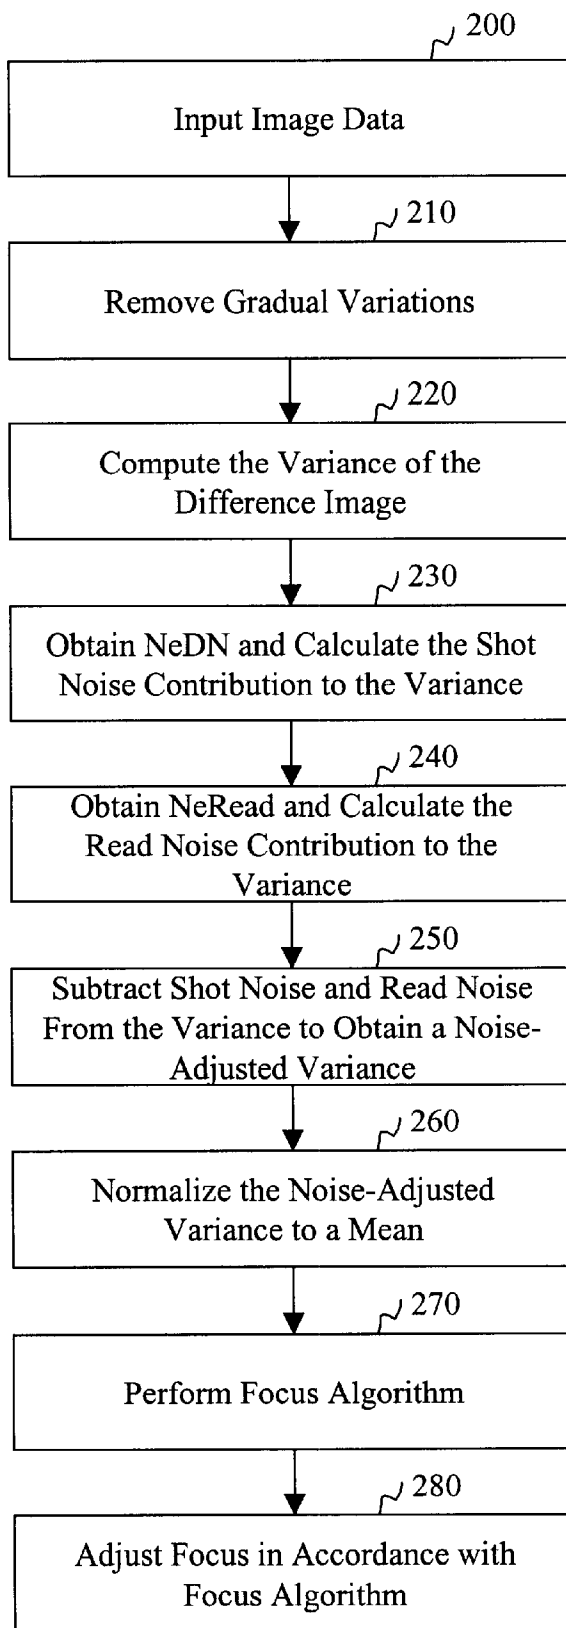 200
Input Image Data
210
Remove Gradual Variations
220
Compute the Variance of the
Difference Image
230
Obtain NeDN and Calculate the Shot
Noise Contribution to the Variance
240
Obtain NeRead and Calculate the
Read Noise Contribution to the
Variance
250
Subtract Shot Noise and Read Noise
From the Variance to Obtain a Noise-
Adjusted Variance
260
Normalize the Noise-Adjusted
Variance to a Mean
270
Perform Focus Algorithm
280
Adjust Focus in Accordance with
Focus Algorithm